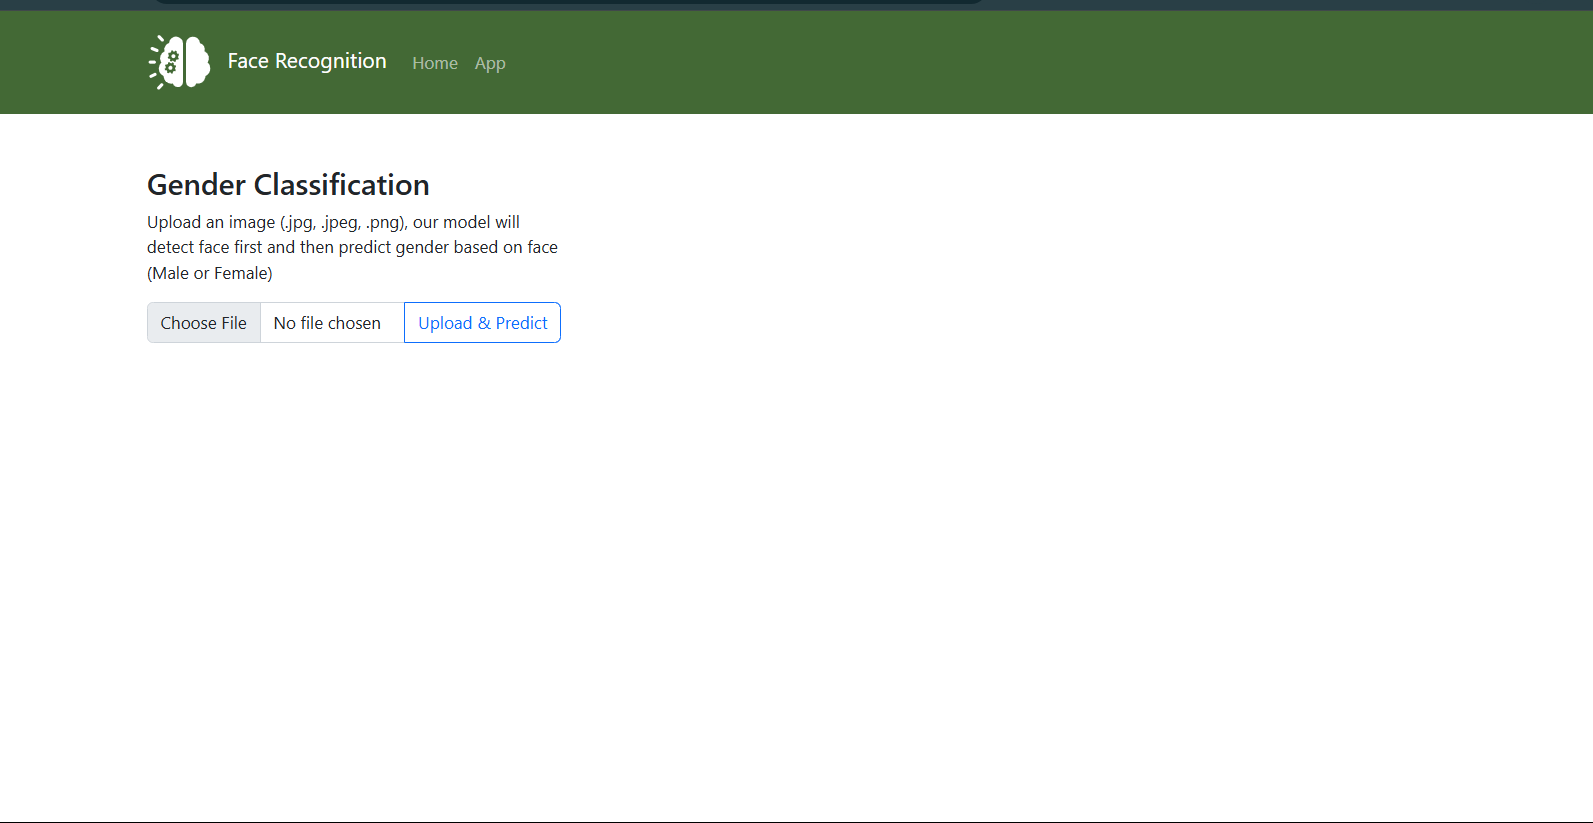 Face Recognition Home App
Gender Classification
Upload an image (.jpg, .jpeg, .png), our model will
detect face first and then predict gender based on face
(Male or Female)
Choose File No file chosen Upload & Predict